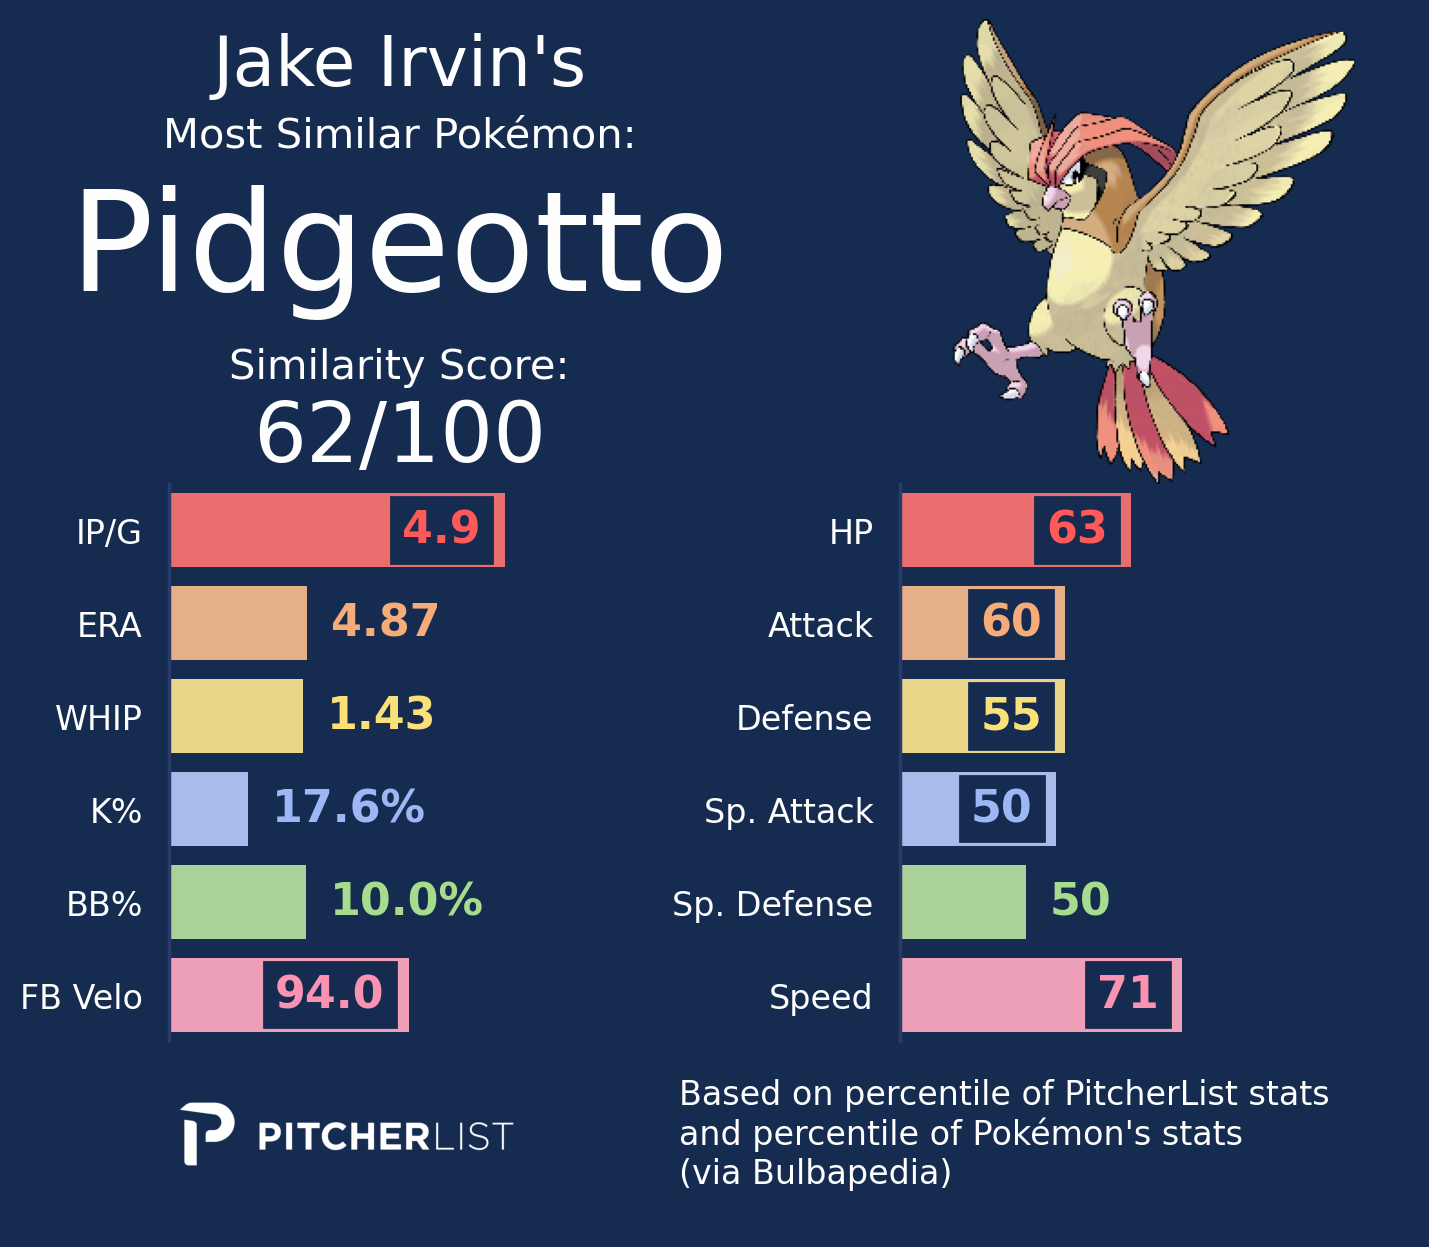 Jake Irvin's
Most Similar Pokémon:
Pidgeotto
Similarity Score:
62/100
IP/G 4.9
ERA 4.87
WHIP 1.43
K% 17.6%
BB% 10.0%
FB Velo 94.0
HP 63
Attack 60
Defense 55
Sp. Attack 50
Sp. Defense 50
Speed 71
PITCHERLIST
Based on percentile of PitcherList stats
and percentile of Pokémon's stats
(via Bulbapedia)